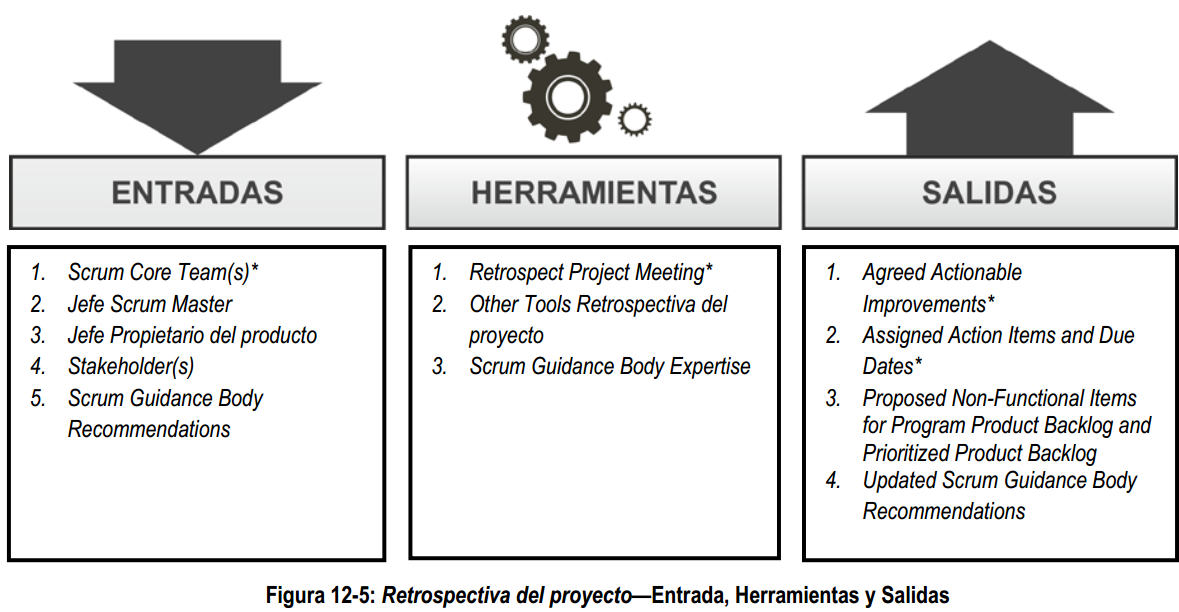 ENTRADAS
1. Scrum Core Team(s)*
2. Jefe Scrum Master
3. Jefe Propietario del producto
4. Stakeholder(s)
5. Scrum Guidance Body
Recommendations
HERRAMIENTAS
1. Retrospect Project Meeting*
2. Other Tools Retrospectiva del
proyecto
3. Scrum Guidance Body Expertise
SALIDAS
1. Agreed Actionable
Improvements*
2. Assigned Action Items and Due
Dates*
3. Proposed Non-Functional Items
for Program Product Backlog and
Prioritized Product Backlog
4. Updated Scrum Guidance Body
Recommendations
Figura 12-5: Retrospectiva del proyecto—Entrada, Herramientas y Salidas